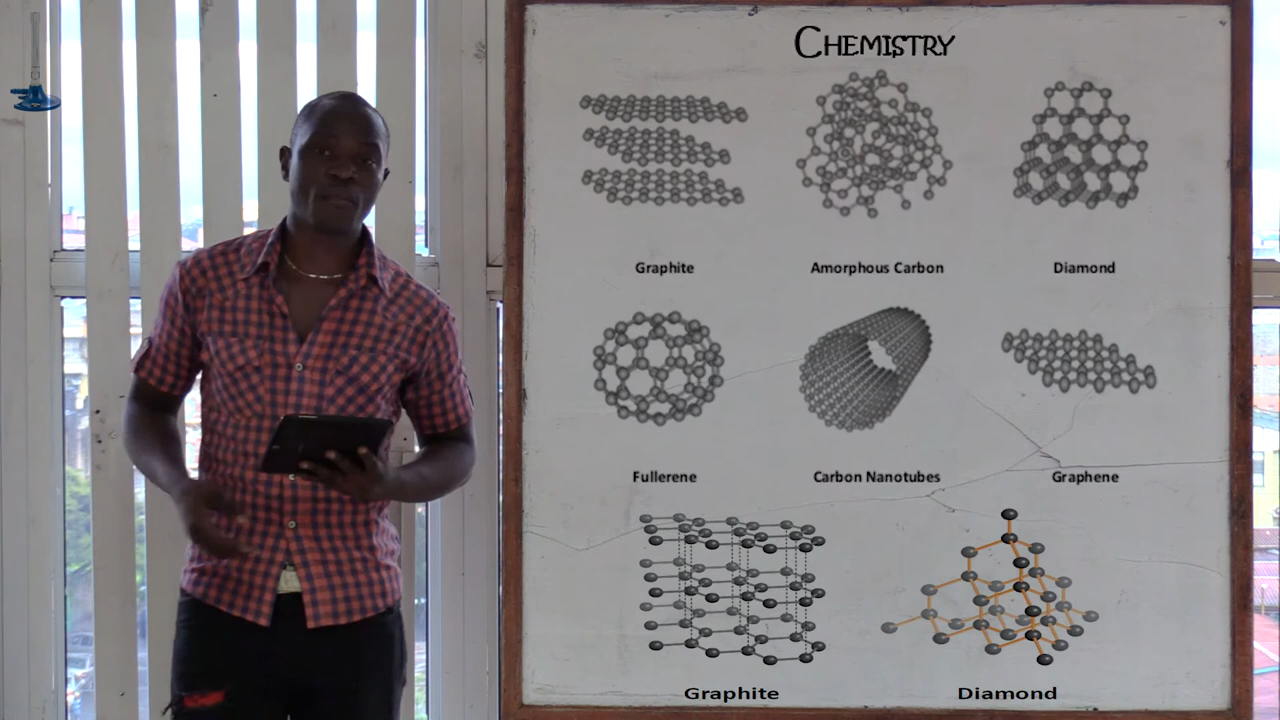 CHEMISTRY
Graphite
Amorphous Carbon
Diamond
Fullerene
Carbon Nanotubes
Graphene
Graphite
Diamond